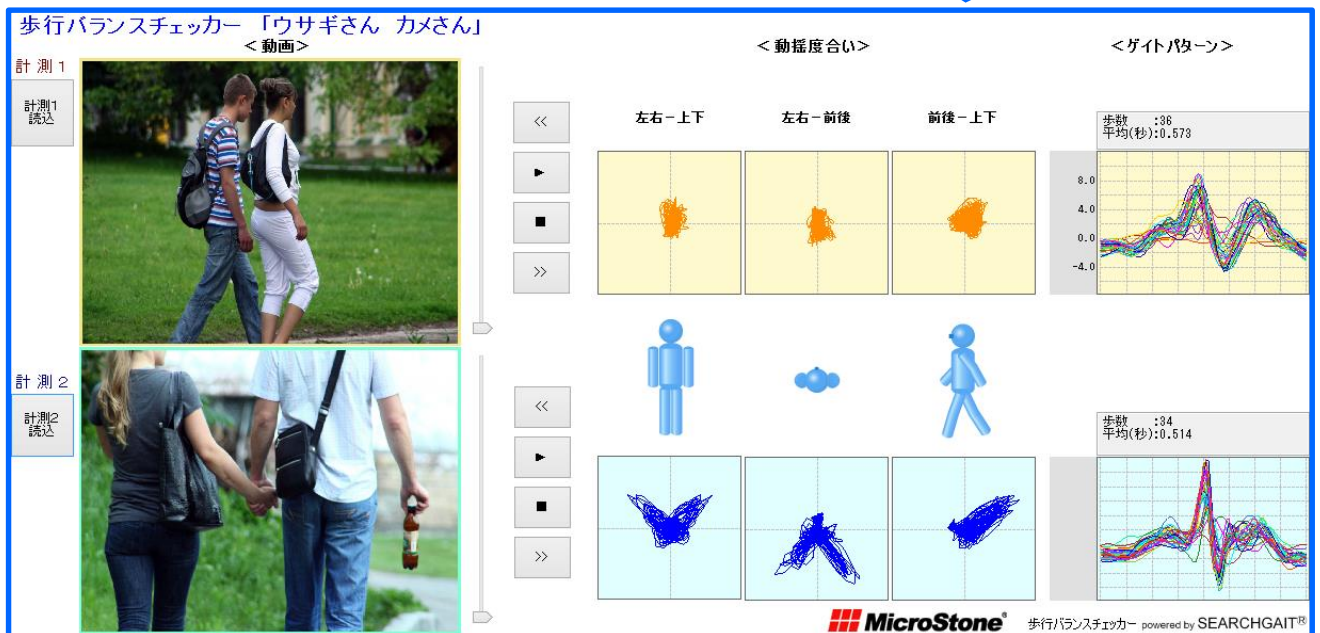 歩行バランスチェッカー 「ウサギさん カメさん」
<動画>
<動揺度合い>
<ゲイトパターン>
計測1
計測1
読込
<<
►
■
>>
左右-上下
左右-前後
前後-上下
歩数 :36
平均(秒):0.573
8.0
4.0
0.0
-4.0
計測2
計測2
読込
<<
►
■
>>
歩数 :34
平均(秒):0.514
MicroStone®
歩行バランスチェッカー powered by SEARCHGAIT®